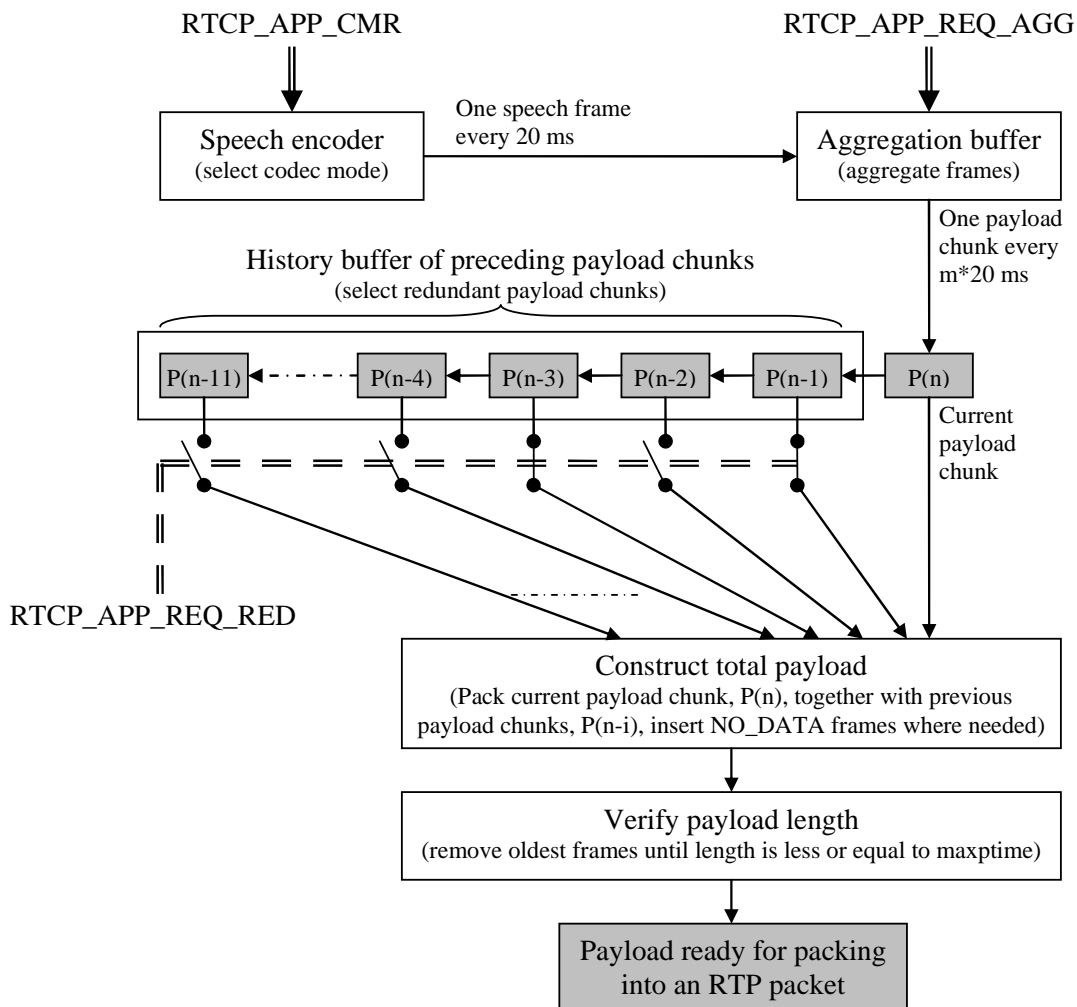 RTCP_APP_CMR
RTCP_APP_REQ_AGG
One speech frame
every 20 ms
Speech encoder
(select codec mode)
Aggregation buffer
(aggregate frames)
One payload
chunk every
m*20 ms
History buffer of preceding payload chunks
(select redundant payload chunks)
P(n-11)
P(n-4)
P(n-3)
P(n-2)
P(n-1)
P(n)
Current
payload
chunk
RTCP_APP_REQ_RED
Construct total payload
(Pack current payload chunk, P(n), together with previous
payload chunks, P(n-i), insert NO_DATA frames where needed)
Verify payload length
(remove oldest frames until length is less or equal to maxptime)
Payload ready for packing
into an RTP packet